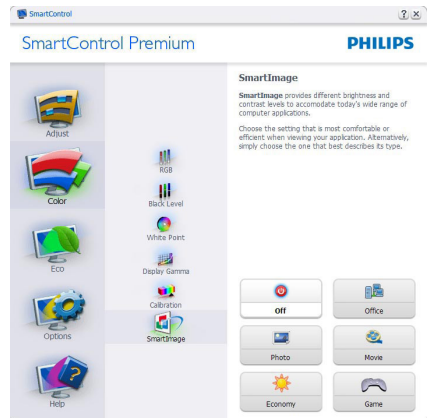 SmartControl
SmartControl Premium
PHILIPS
Adjust
Color
Eco
Options
Help
RGB
Black Level
White Point
Display Gamma
Calibration
SmartImage
SmartImage
SmartImage provides different brightness and
contrast levels to accomodate today's wide range of
computer applications.
Choose the setting that is most comfortable or
efficient when viewing your application. Alternatively,
simply choose the one that best describes its type.
Off
Office
Photo
Movie
Economy
Game